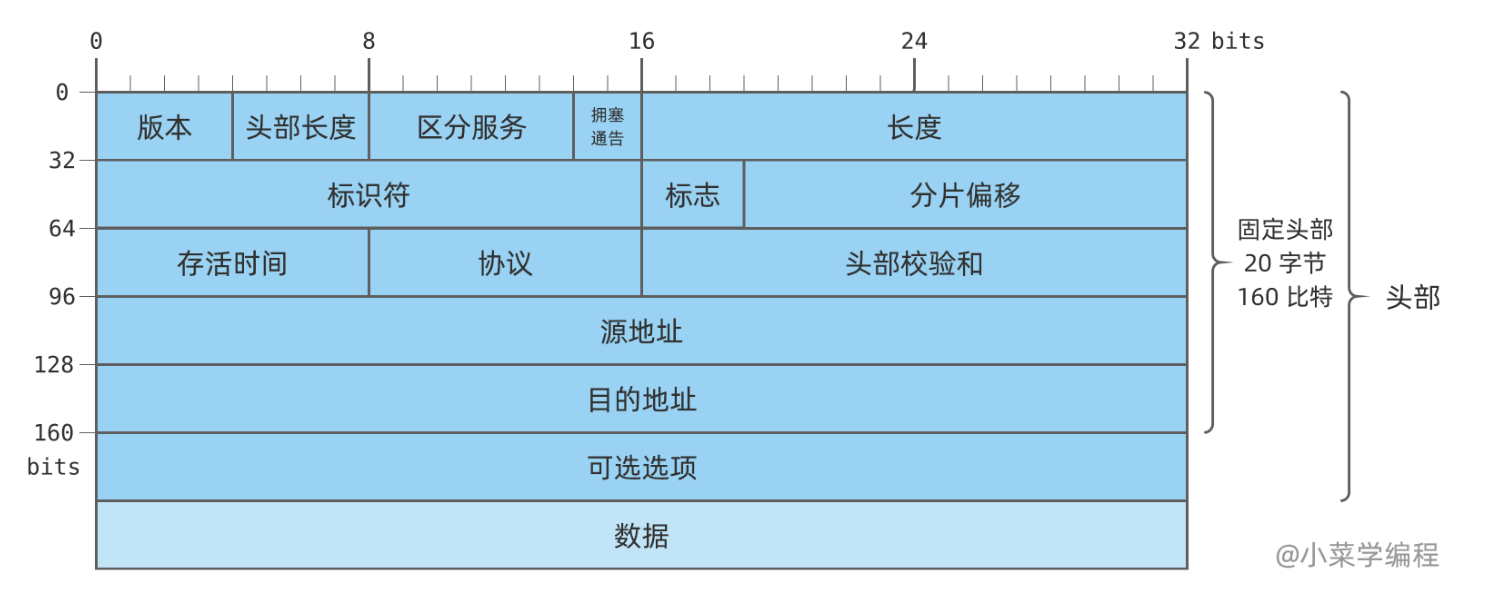 0 8 16 24 32 bits
0
版本 头部长度 区分服务 拥塞 长度
通告
32
标识符 标志 分片偏移
64
存活时间 协议 头部校验和
固定头部
20 字节
160 比特
头部
96
源地址
128
目的地址
160
bits
可选选项
数据
@小菜学编程